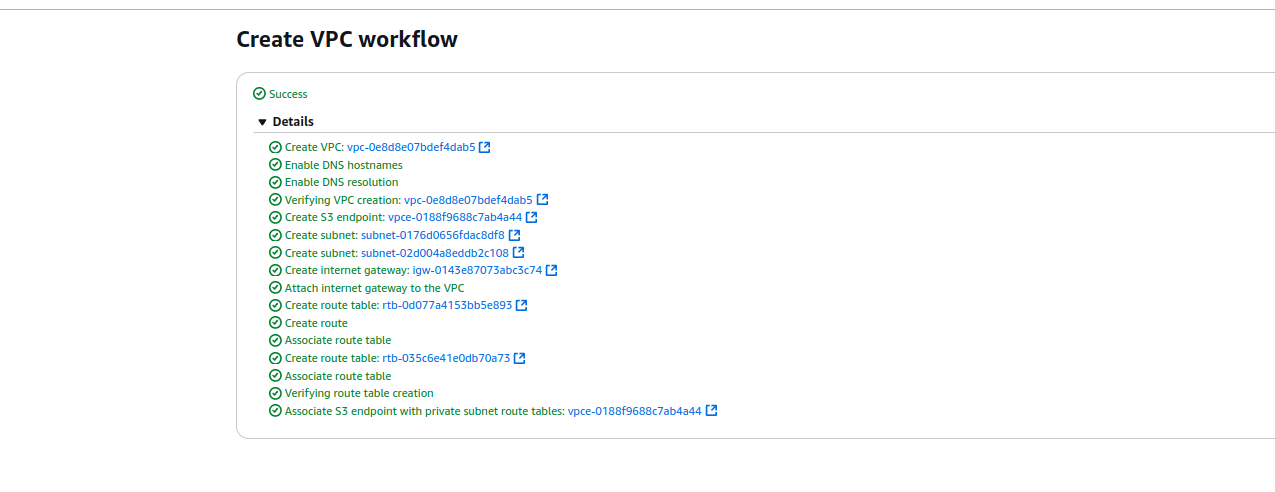 Create VPC workflow
Success
Details
Create VPC: vpc-0e8d8e07bdef4dab5
Enable DNS hostnames
Enable DNS resolution
Verifying VPC creation: vpc-0e8d8e07bdef4dab5
Create S3 endpoint: vpce-0188f9688c7ab4a44
Create subnet: subnet-0176d0656fdac8df8
Create subnet: subnet-02d004a8eddb2c108
Create internet gateway: igw-0143e87073abc3c74
Attach internet gateway to the VPC
Create route table: rtb-0d077a4153bb5e893
Create route
Associate route table
Create route table: rtb-035c6e41e0db70a73
Associate route table
Verifying route table creation
Associate S3 endpoint with private subnet route tables: vpce-0188f9688c7ab4a44